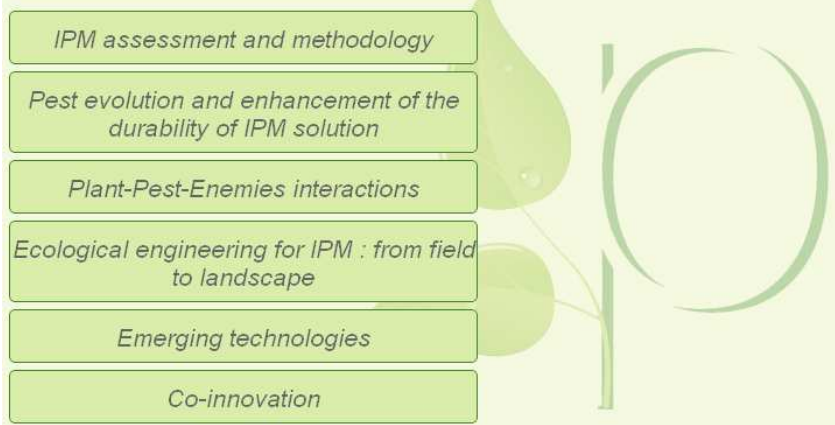 IPM assessment and methodology
Pest evolution and enhancement of the
durability of IPM solution
Plant-Pest-Enemies interactions
Ecological engineering for IPM : from field
to landscape
Emerging technologies
Co-innovation
p